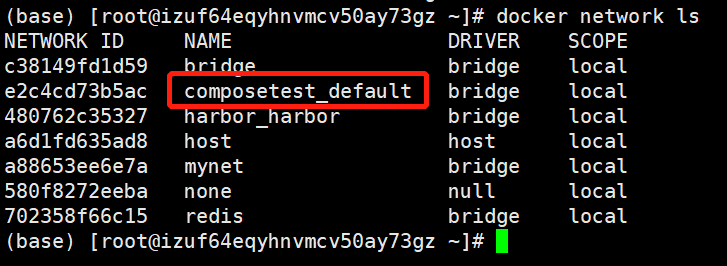 (base) [root@izuf64eqyhnvmcv50ay73gz ~]# docker network ls
NETWORK ID NAME DRIVER SCOPE
c38149fd1d59 bridge bridge local
e2c4cd73b5ac composetest_default bridge local
480762c35327 harbor_harbor bridge local
a6d1fd635ad8 host host local
a88653ee6e7a mynet bridge local
580f8272eeba none null local
702358f66c15 redis bridge local
(base) [root@izuf64eqyhnvmcv50ay73gz ~]#